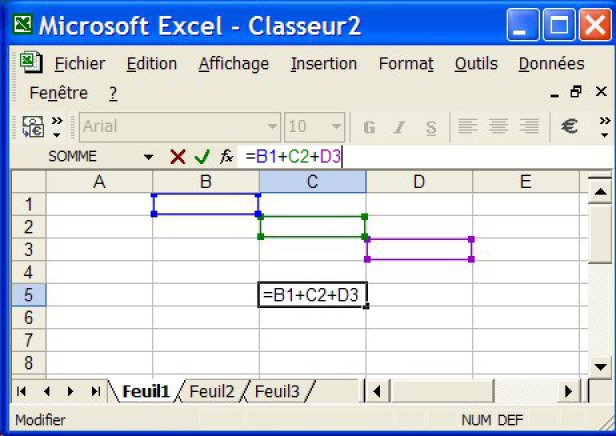 Microsoft Excel - Classeur2
Fichier Edition Affichage Insertion Format Outils Données
Fenêtre ?
Arial 10 G I S €
SOMME fx =B1+C2+D3
A B C D E
1
2
3
4
5 =B1+C2+D3
6
7
8
Feuil1 Feuil2 Feuil3
Modifier NUM DEF